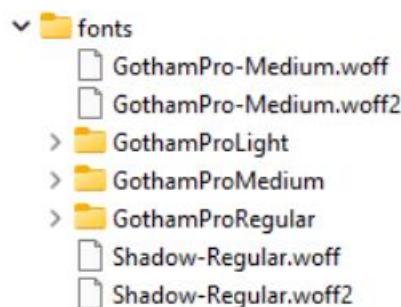 fonts
GothamPro-Medium.woff
GothamPro-Medium.woff2
GothamProLight
GothamProMedium
GothamProRegular
Shadow-Regular.woff
Shadow-Regular.woff2